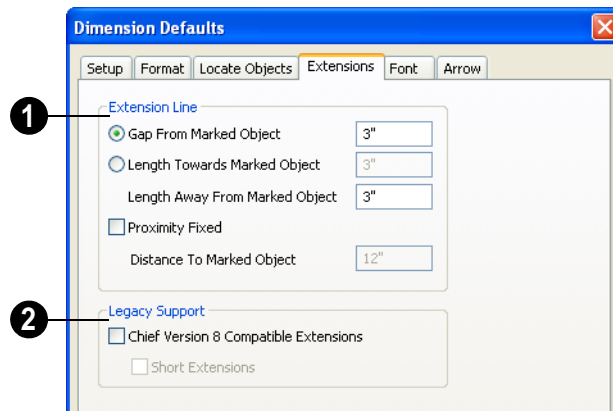 Dimension Defaults
Setup Format Locate Objects Extensions Font Arrow
1
Extension Line
Gap From Marked Object 3"
Length Towards Marked Object 3"
Length Away From Marked Object 3"
Proximity Fixed
Distance To Marked Object 12"
2
Legacy Support
Chief Version 8 Compatible Extensions
Short Extensions